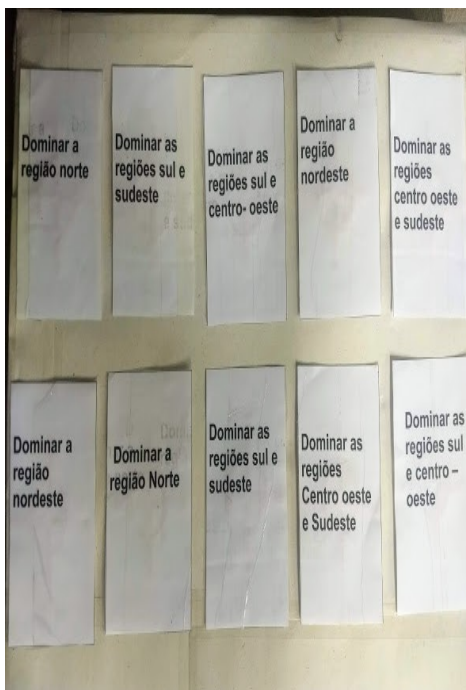 Dominar a
região norte
Dominar as
regiões sul e
sudeste
Dominar as
regiões sul e
centro- oeste
Dominar a
região
nordeste
Dominar as
regiões
centro oeste
e sudeste
Dominar a
região
nordeste
Dominar a
região Norte
Dominar as
regiões sul e
sudeste
Dominar as
regiões
Centro oeste
e Sudeste
Dominar as
regiões sul
e centro –
oeste